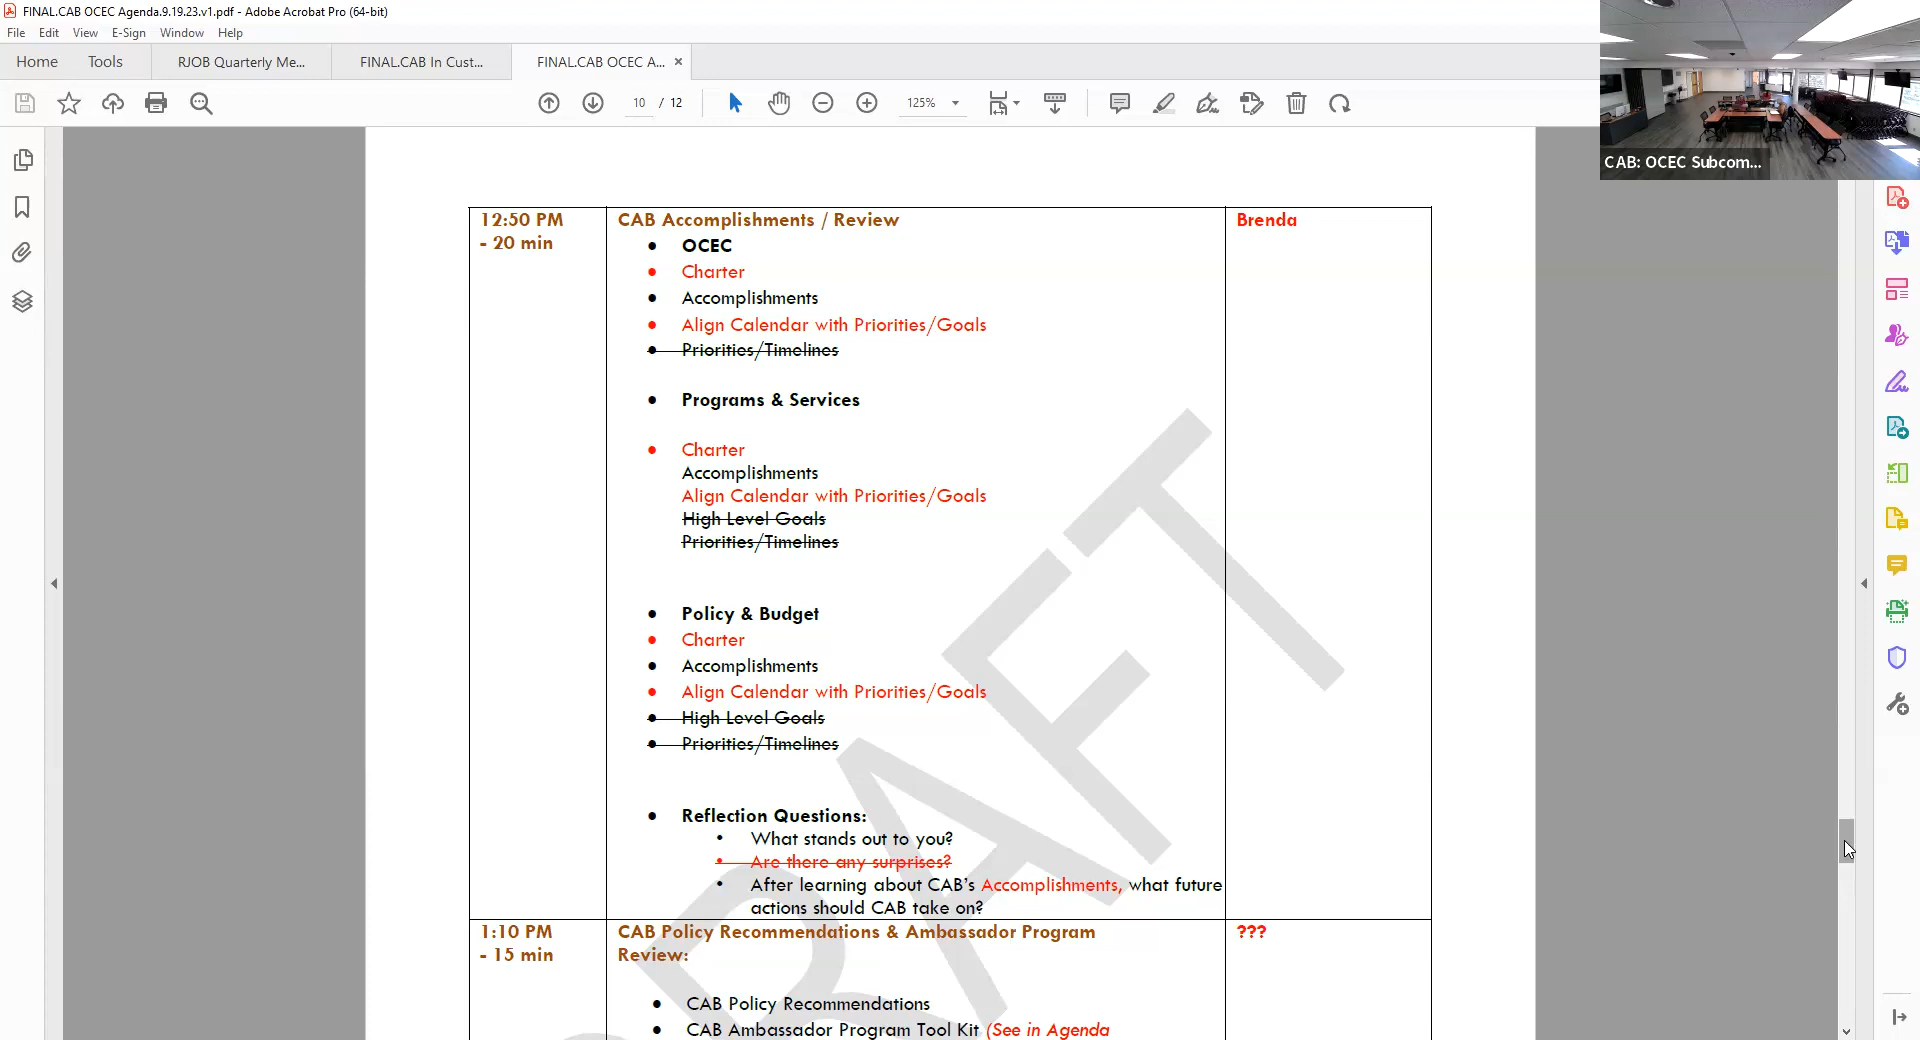 FINAL.CAB OCEC Agenda.9.19.23.v1.pdf - Adobe Acrobat Pro (64-bit)
File Edit View E-Sign Window Help
Home Tools RJOB Quarterly Me... FINAL.CAB In Cust... FINAL.CAB OCEC A... ×
10 / 12 125%
CAB: OCEC Subcom...
12:50 PM
- 20 min
CAB Accomplishments / Review
Brenda
• OCEC
• Charter
• Accomplishments
• Align Calendar with Priorities/Goals
• Priorities/Timelines
• Programs & Services
• Charter
Accomplishments
Align Calendar with Priorities/Goals
High Level Goals
Priorities/Timelines
• Policy & Budget
• Charter
• Accomplishments
• Align Calendar with Priorities/Goals
• High Level Goals
• Priorities/Timelines
• Reflection Questions:
• What stands out to you?
• Are there any surprises?
• After learning about CAB's Accomplishments, what future
actions should CAB take on?
1:10 PM
- 15 min
CAB Policy Recommendations & Ambassador Program
Review:
???
• CAB Policy Recommendations
• CAB Ambassador Program Tool Kit (See in Agenda
DRAFT